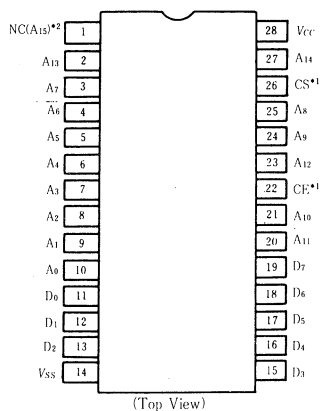 NC(A15)*2 1 28 VCC
A13 2 27 A14
A7 3 26 CS*1
A6 4 25 A8
A5 5 24 A9
A4 6 23 A12
A3 7 22 CE*1
A2 8 21 A10
A1 9 20 A11
A0 10 19 D7
D0 11 18 D6
D1 12 17 D5
D2 13 16 D4
VSS 14 15 D3
(Top View)